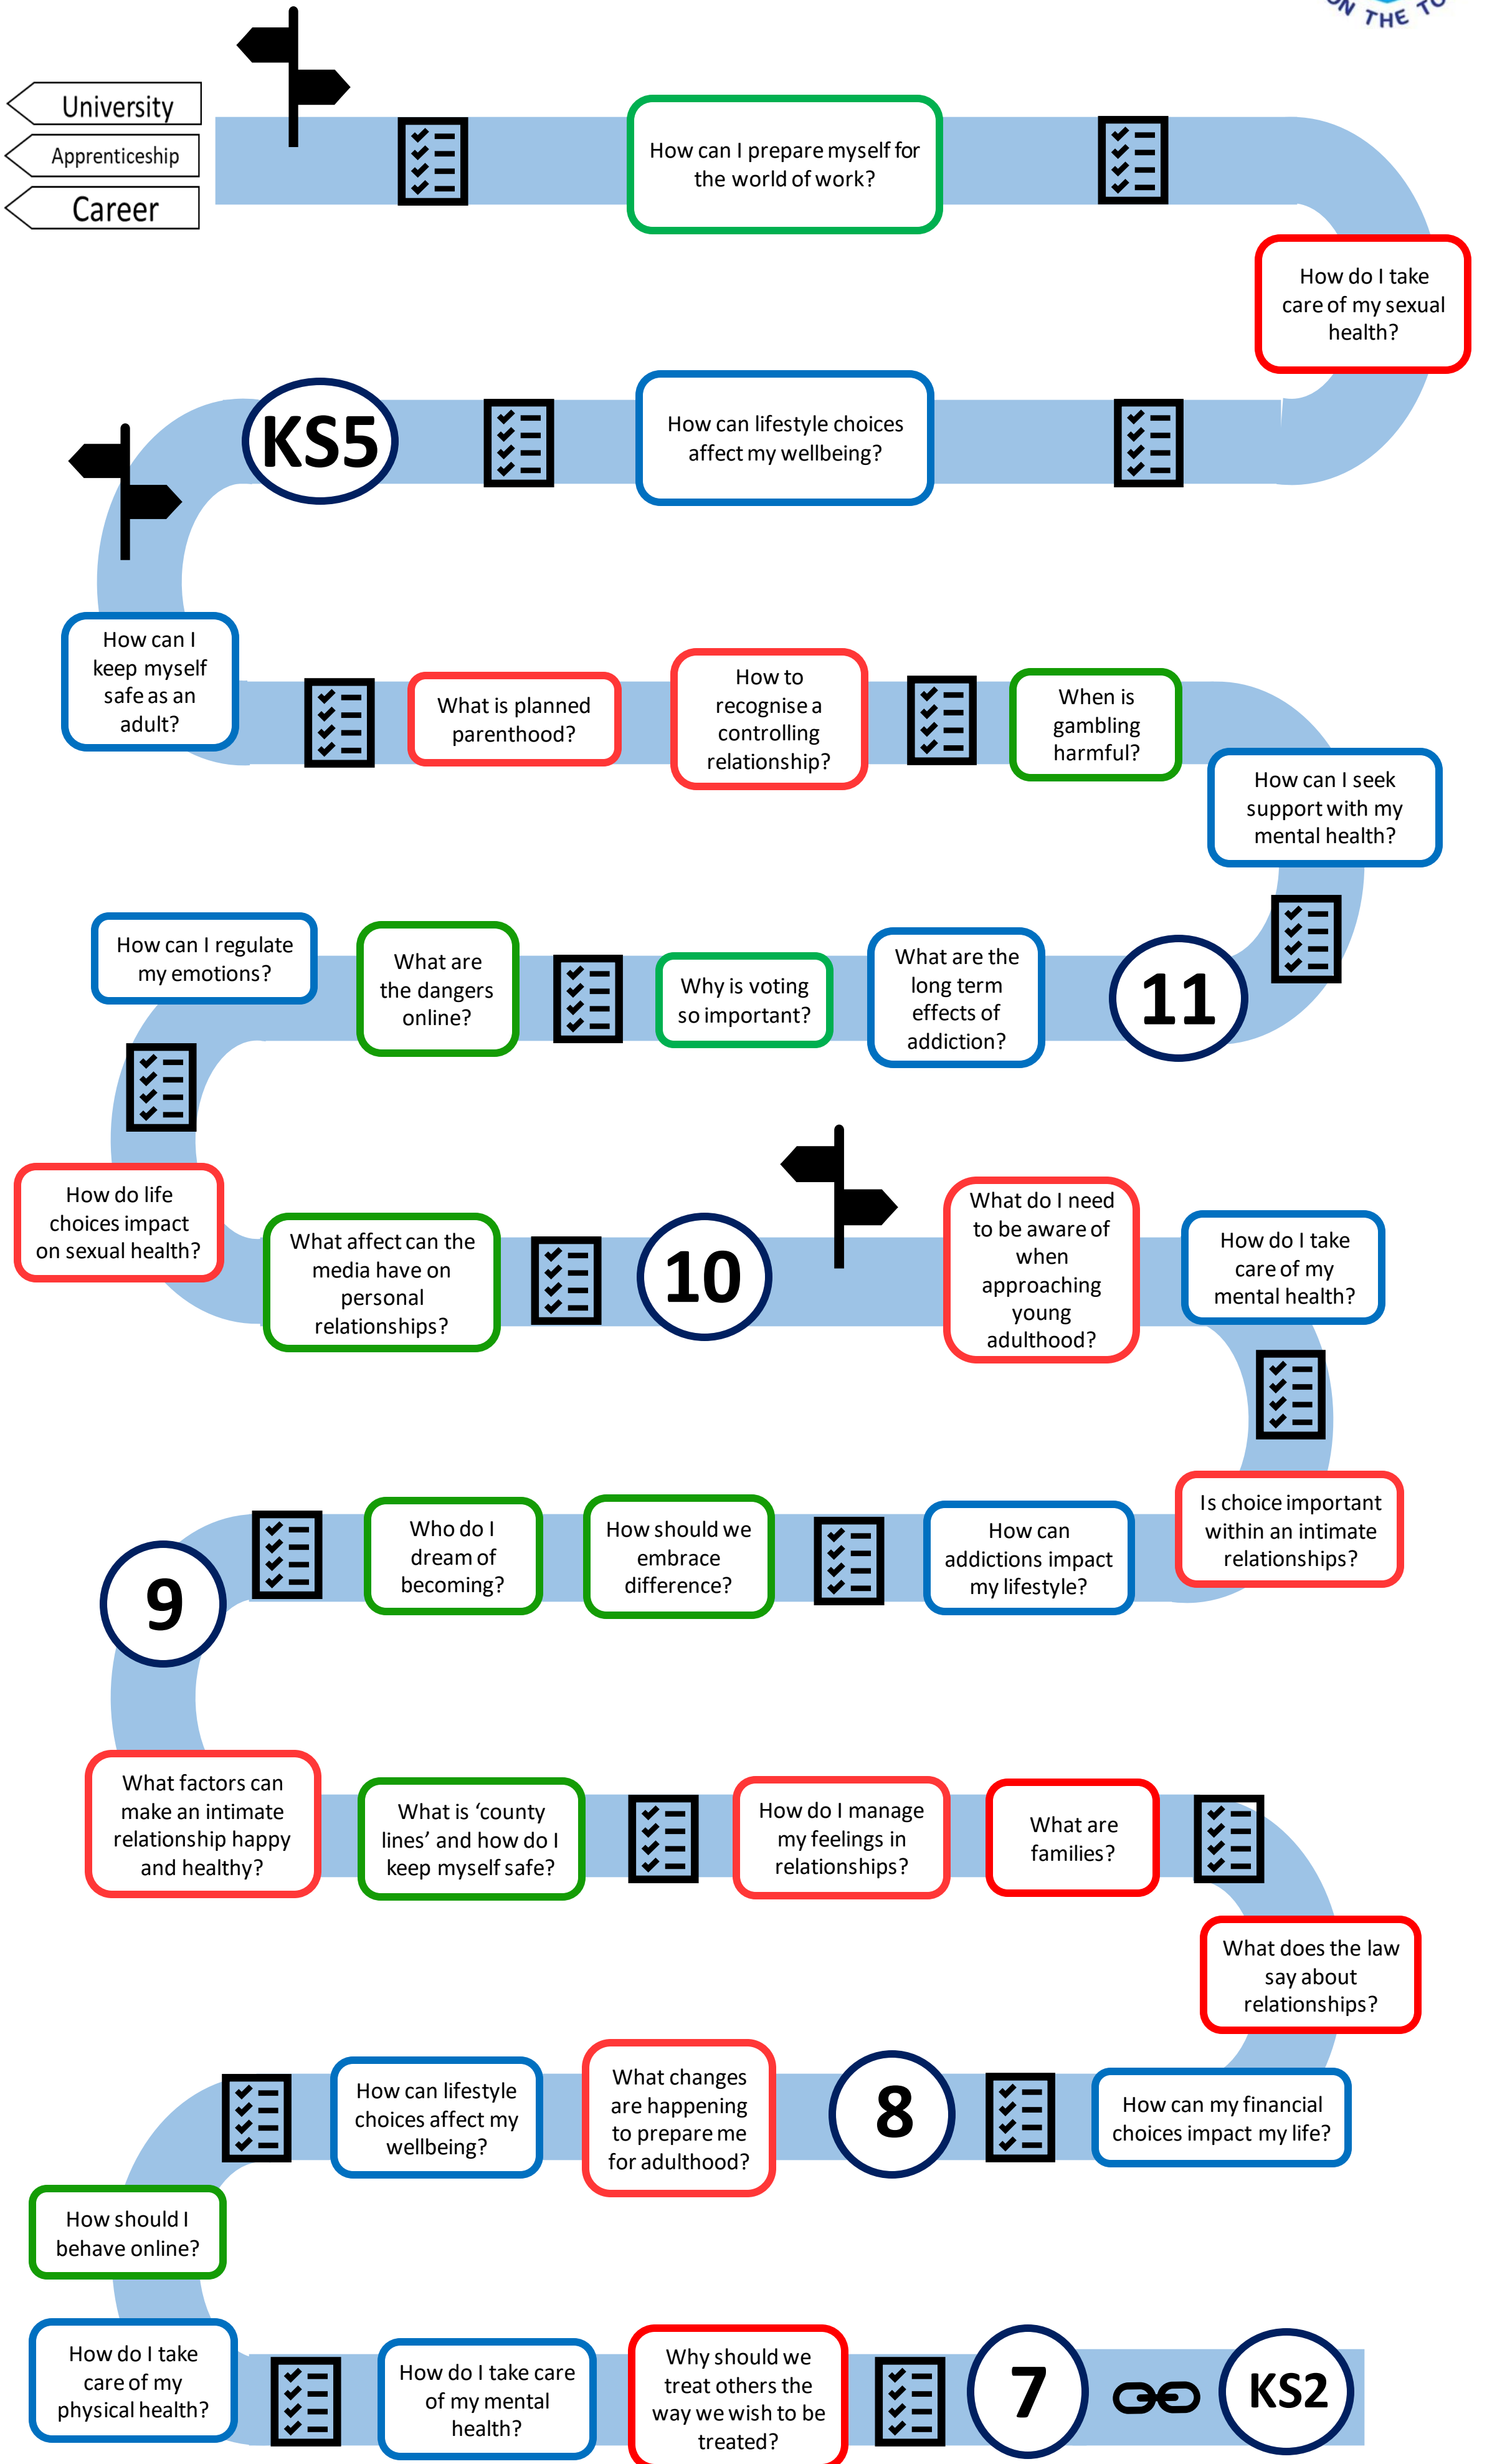 ON THE TO
University
Apprenticeship
Career
How can I prepare myself for
the world of work?
How do I take
care of my sexual
health?
KS5
How can lifestyle choices
affect my wellbeing?
How can I
keep myself
safe as an
adult?
What is planned
parenthood?
How to
recognise a
controlling
relationship?
When is
gambling
harmful?
How can I seek
support with my
mental health?
How can I regulate
my emotions?
What are
the dangers
online?
Why is voting
so important?
What are the
long term
effects of
addiction?
11
How do life
choices impact
on sexual health?
What affect can the
media have on
personal
relationships?
10
What do I need
to be aware of
when
approaching
young
adulthood?
How do I take
care of my
mental health?
9
Who do I
dream of
becoming?
How should we
embrace
difference?
How can
addictions impact
my lifestyle?
Is choice important
within an intimate
relationships?
What factors can
make an intimate
relationship happy
and healthy?
What is ‘county
lines’ and how do I
keep myself safe?
How do I manage
my feelings in
relationships?
What are
families?
What does the law
say about
relationships?
How can lifestyle
choices affect my
wellbeing?
What changes
are happening
to prepare me
for adulthood?
8
How can my financial
choices impact my life?
How should I
behave online?
How do I take
care of my
physical health?
How do I take care
of my mental
health?
Why should we
treat others the
way we wish to be
treated?
7
KS2